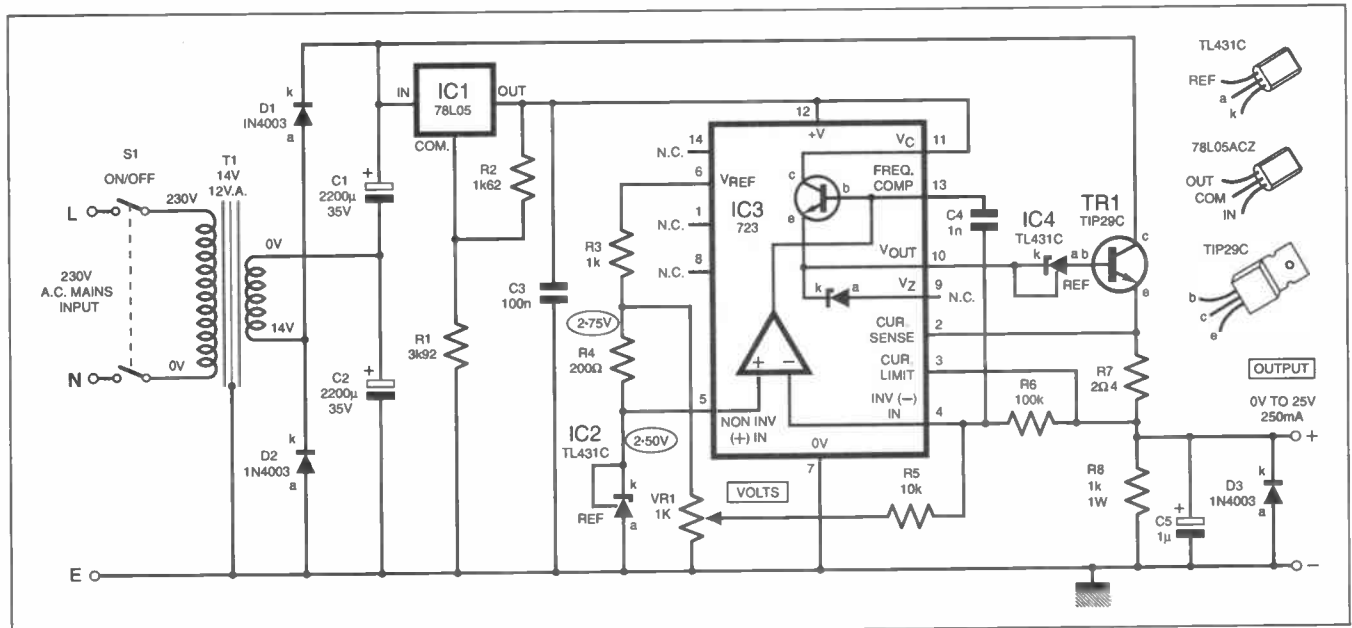 S1
ON/OFF
L
230V
A.C. MAINS
INPUT
N
E
230V
0V
T1
14V
12V.A.
0V
14V
D1
IN4003
k
a
D2
1N4003
k
a
C1
2200µ
35V
+
C2
2200µ
35V
+
IN
IC1
78L05
OUT
COM.
R2
1k62
R1
3k92
C3
100n
R3
1k
2·75V
R4
200Ω
2·50V
IC2
TL431C
k
REF
a
VR1
1K
VOLTS
R5
10k
14
N.C.
6
VREF
1
N.C.
8
N.C.
5
NON INV
(+) IN
12
+V
VC
11
FREQ.
COMP
13
c
b
e
IC3
723
VOUT
10
k
a
VZ
9
N.C.
CUR.
SENSE
2
CUR.
LIMIT
3
INV (−)
IN
4
+
−
0V
7
C4
1n
IC4
TL431C
k
a
REF
TR1
TIP29C
b
c
e
R6
100k
R7
2Ω4
R8
1k
1W
C5
1µ
+
D3
1N4003
k
a
OUTPUT
0V TO 25V
250mA
+
−
TL431C
REF
a
k
78L05ACZ
OUT
COM
IN
TIP29C
b
c
e